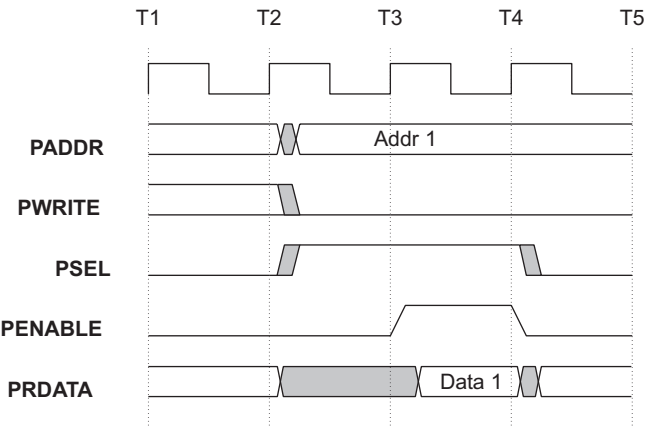 T1 T2 T3 T4 T5
PADDR Addr 1
PWRITE
PSEL
PENABLE
PRDATA Data 1